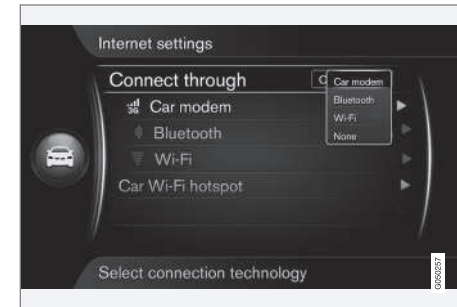 Internet settings
Connect through
C
Car modem
Bluetooth
Wi-Fi
None
3G Car modem
Bluetooth
Wi-Fi
Car Wi-Fi hotspot
Select connection technology
G050257